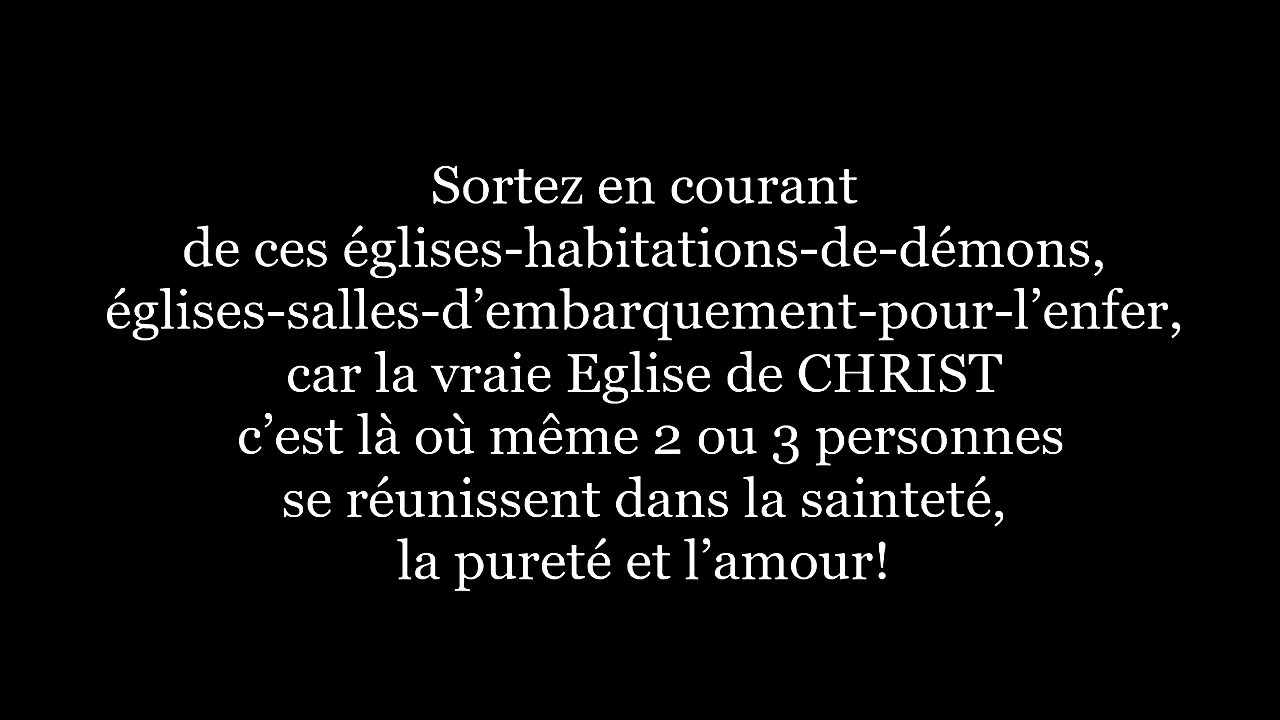 Sortez en courant
de ces églises-habitations-de-démons,
églises-salles-d’embarquement-pour-l’enfer,
car la vraie Eglise de CHRIST
c’est là où même 2 ou 3 personnes
se réunissent dans la sainteté,
la pureté et l’amour!